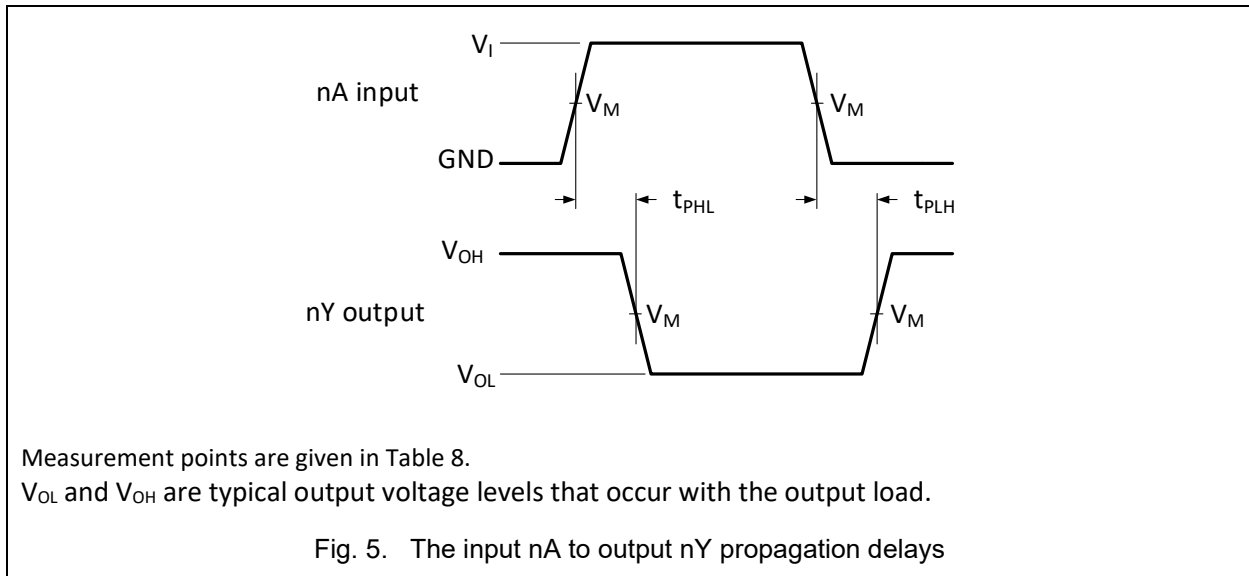 V_I
nA input
V_M
V_M
GND
t_PHL
t_PLH
V_OH
nY output
V_M
V_M
V_OL
Measurement points are given in Table 8.
V_OL and V_OH are typical output voltage levels that occur with the output load.
Fig. 5. The input nA to output nY propagation delays